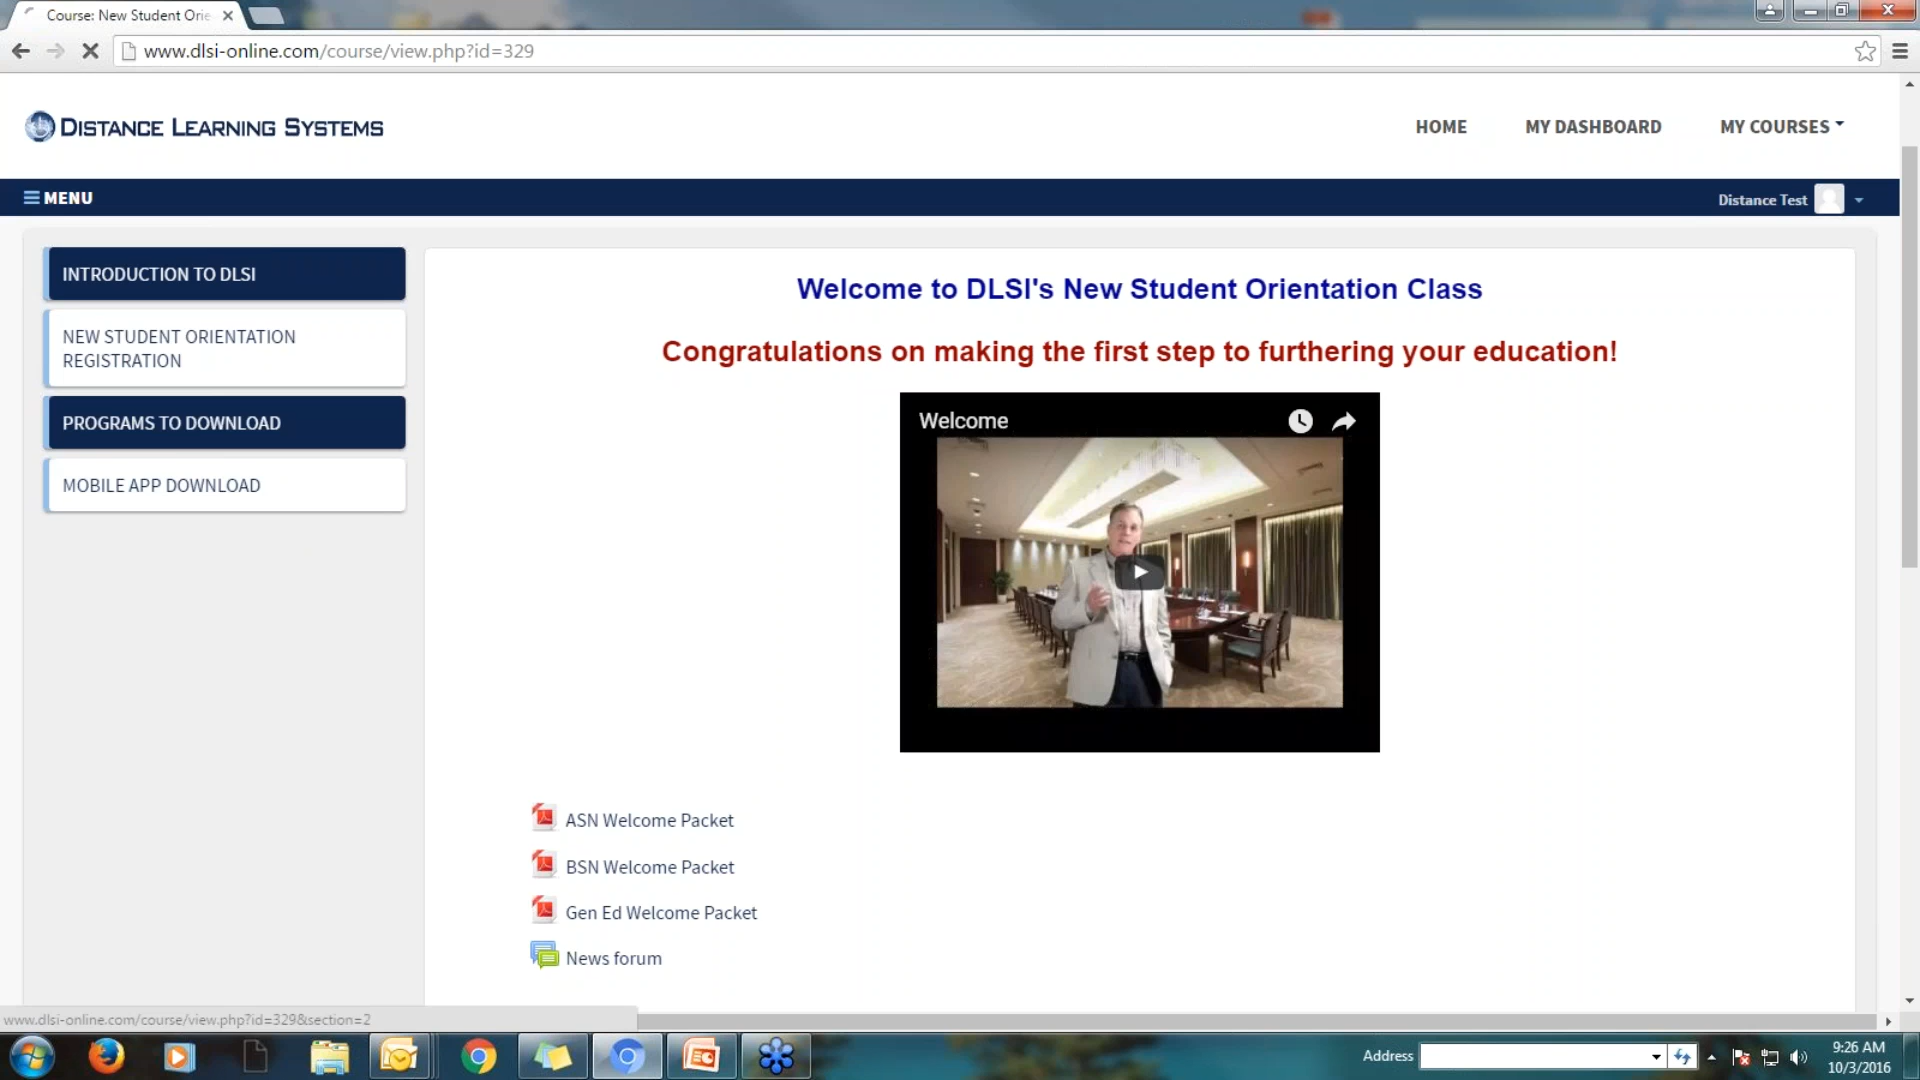 Course: New Student Orie
www.dlsi-online.com/course/view.php?id=329
DISTANCE LEARNING SYSTEMS
HOME
MY DASHBOARD
MY COURSES
MENU
Distance Test
INTRODUCTION TO DLSI
NEW STUDENT ORIENTATION
REGISTRATION
PROGRAMS TO DOWNLOAD
MOBILE APP DOWNLOAD
Welcome to DLSI's New Student Orientation Class
Congratulations on making the first step to furthering your education!
Welcome
ASN Welcome Packet
BSN Welcome Packet
Gen Ed Welcome Packet
News forum
www.dlsi-online.com/course/view.php?id=329&section=2
Address
9:26 AM
10/3/2016